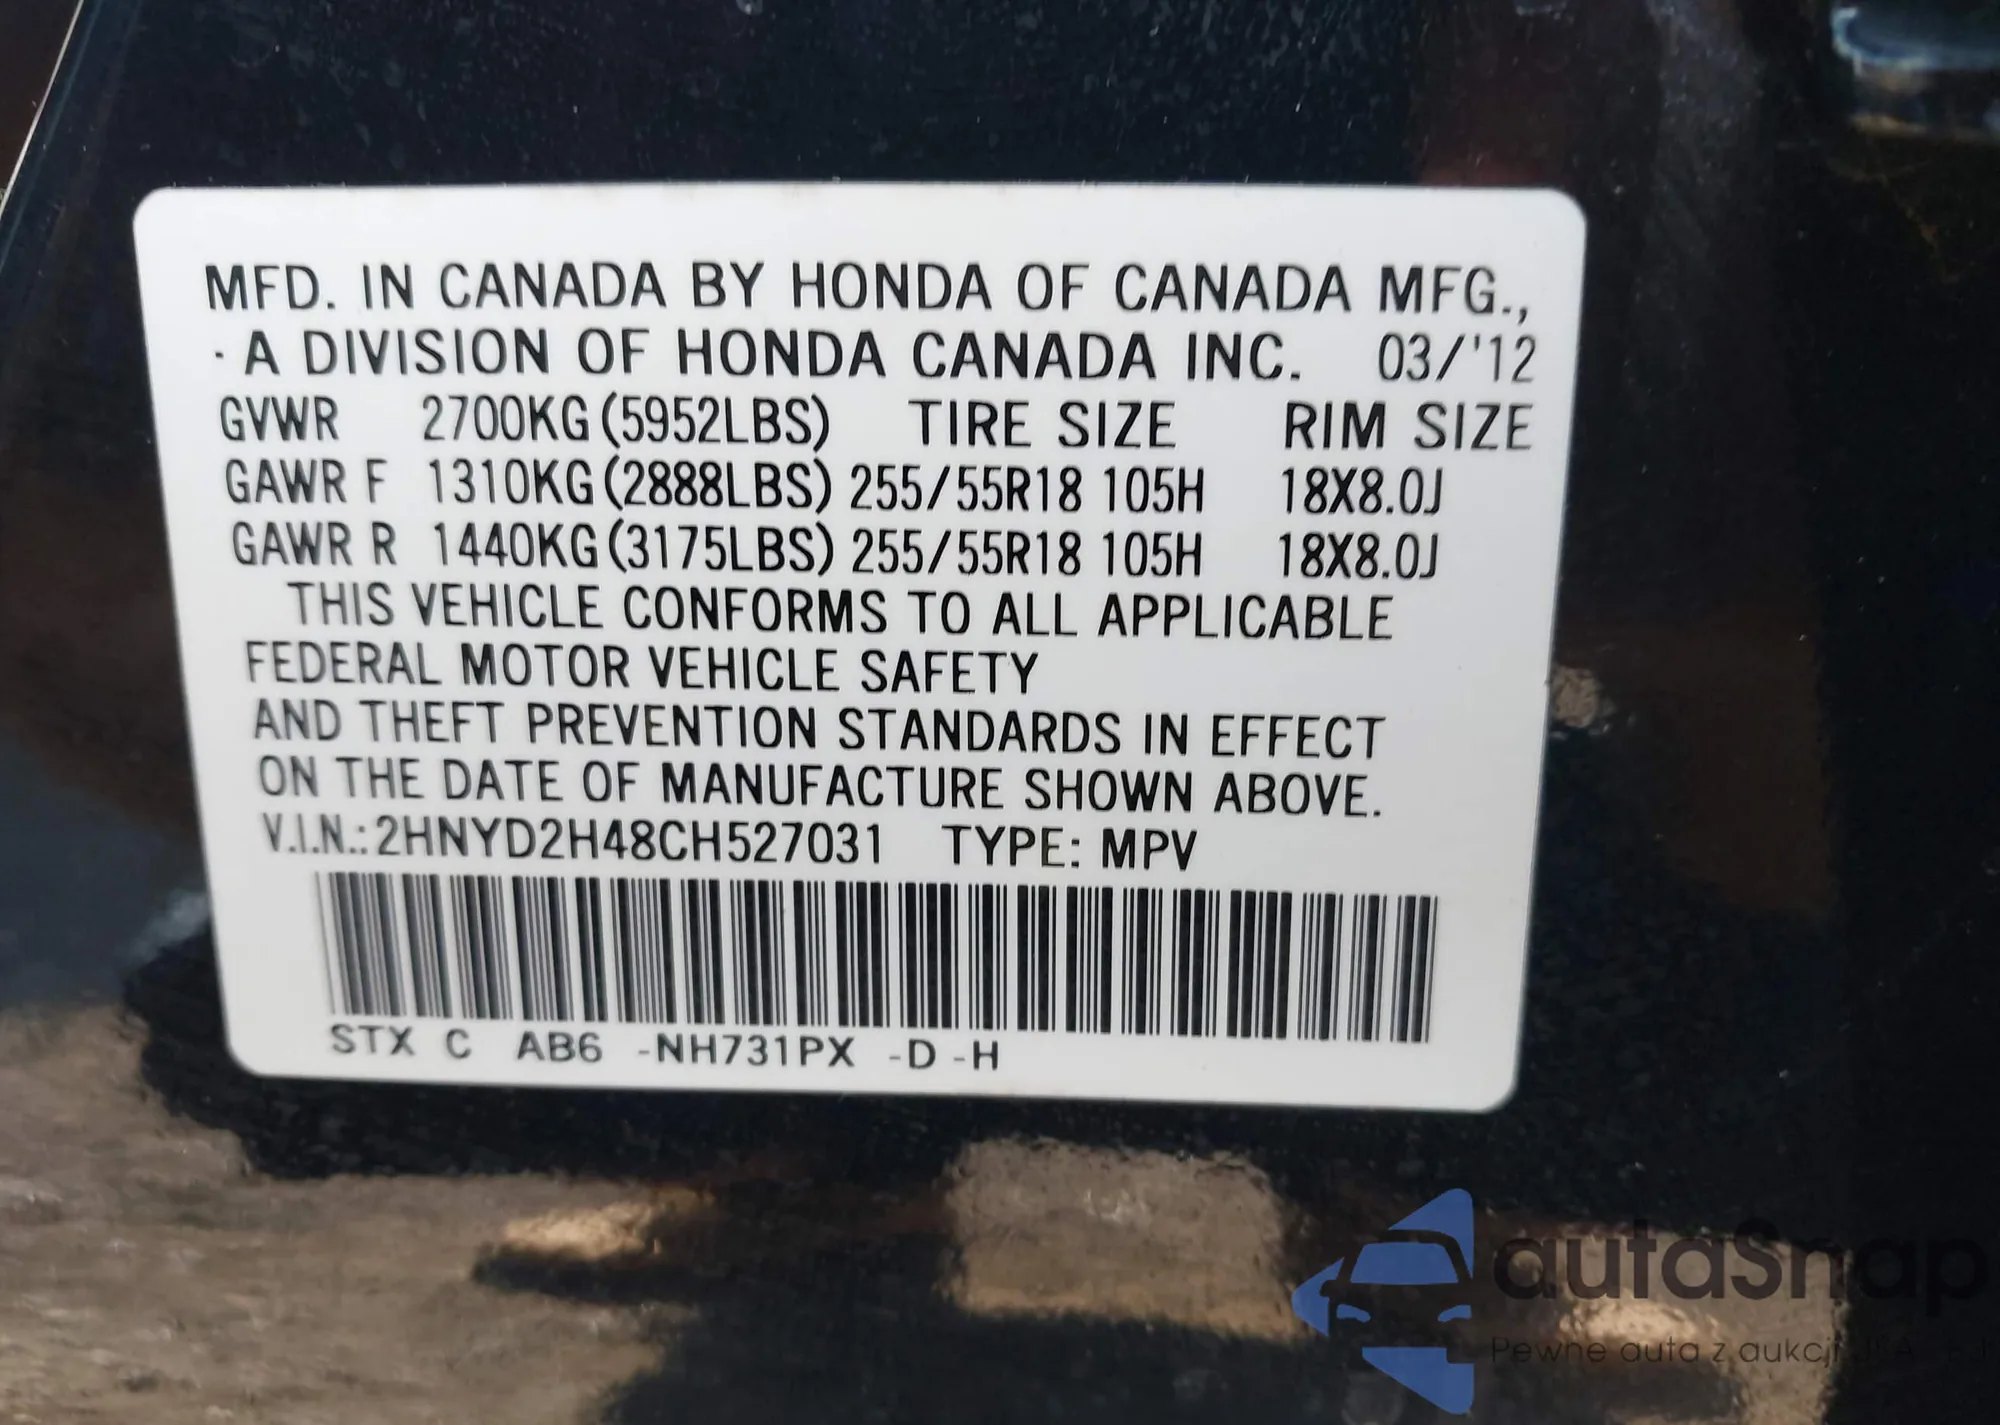 MFD. IN CANADA BY HONDA OF CANADA MFG.,
A DIVISION OF HONDA CANADA INC. 03/'12
GVWR 2700KG (5952LBS) TIRE SIZE RIM SIZE
GAWR F 1310KG (2888LBS) 255/55R18 105H 18X8.0J
GAWR R 1440KG (3175LBS) 255/55R18 105H 18X8.0J
THIS VEHICLE CONFORMS TO ALL APPLICABLE
FEDERAL MOTOR VEHICLE SAFETY
AND THEFT PREVENTION STANDARDS IN EFFECT
ON THE DATE OF MANUFACTURE SHOWN ABOVE.
V.I.N.: 2HNYD2H48CH527031 TYPE: MPV
STX C AB6 -NH731PX -D -H
autaSnap
Pewne auta z aukcji